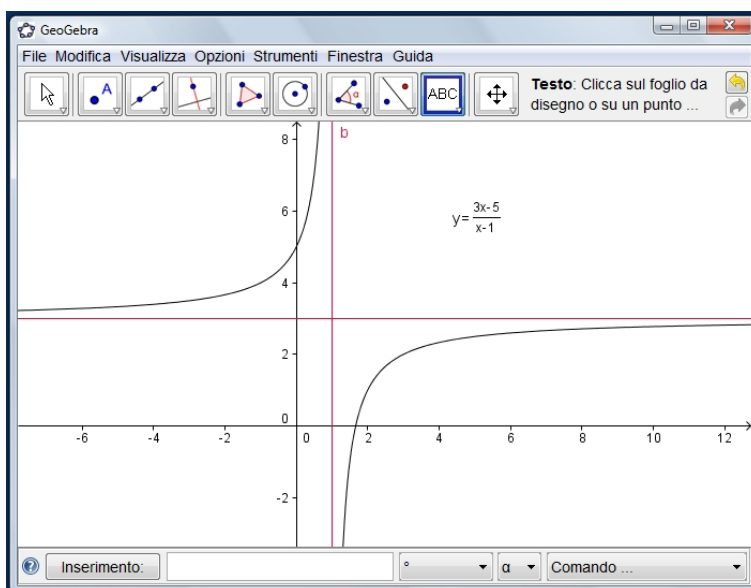 GeoGebra
File Modifica Visualizza Opzioni Strumenti Finestra Guida
A
α
ABC
Testo: Clicca sul foglio da
disegno o su un punto ...
8
b
6
y=3x-5/x-1
4
2
0
-6 -4 -2 0 2 4 6 8 10 12
-2
Inserimento: ° α Comando ...